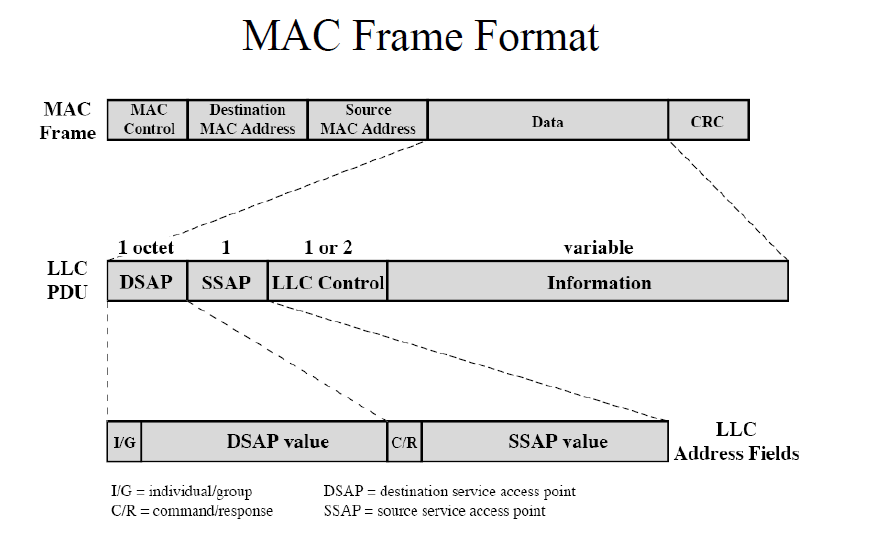 MAC Frame Format
MAC
Frame
MAC
Control
Destination
MAC Address
Source
MAC Address
Data
CRC
1 octet
1
1 or 2
variable
LLC
PDU
DSAP
SSAP
LLC Control
Information
I/G
DSAP value
C/R
SSAP value
LLC
Address Fields
I/G = individual/group
DSAP = destination service access point
C/R = command/response
SSAP = source service access point